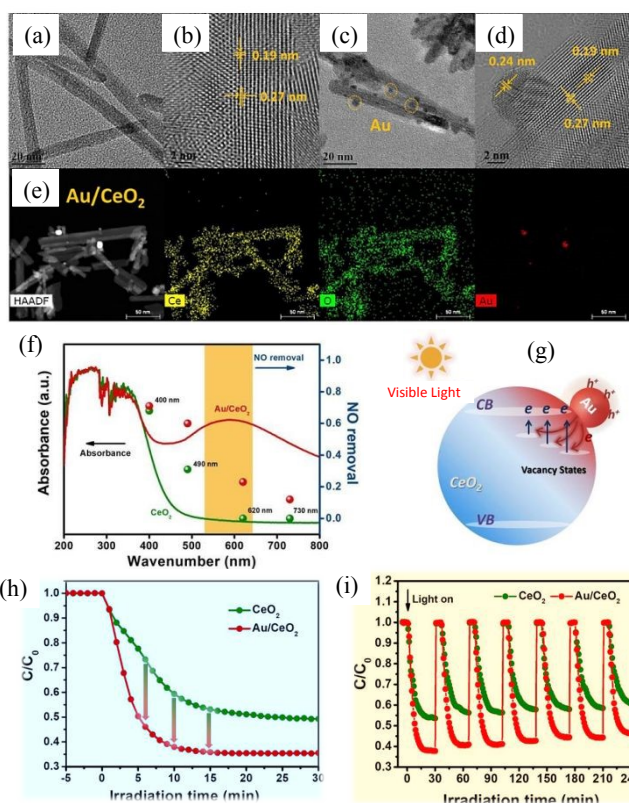 (a)
20 nm
(b)
0.19 nm
0.27 nm
2 nm
(c)
Au
20 nm
(d)
0.24 nm
0.19 nm
0.27 nm
2 nm
(e)
Au/CeO₂
HAADF
50 nm
Ce
50 nm
O
50 nm
Au
50 nm
(f)
NO removal
400 nm
Au/CeO₂
Absorbance
490 nm
CeO₂
620 nm
730 nm
Absorbance (a.u.)
1.0
0.8
0.6
0.4
0.2
0.0
NO removal
200 300 400 500 600 700 800
Wavenumber (nm)
(g)
Visible Light
h⁺
h⁺
h⁺
Au
CB
e e e
e
Vacancy States
CeO₂
VB
(h)
CeO₂
Au/CeO₂
1.0
0.9
0.8
0.7
0.6
0.5
0.4
0.3
C/C₀
-5 0 5 10 15 20 25 30
Irradiation time (min)
(i)
Light on
CeO₂
Au/CeO₂
1.2
1.1
1.0
0.9
0.8
0.7
0.6
0.5
0.4
0.3
C/C₀
0 30 60 90 120 150 180 210 24
Irradiation time (min)